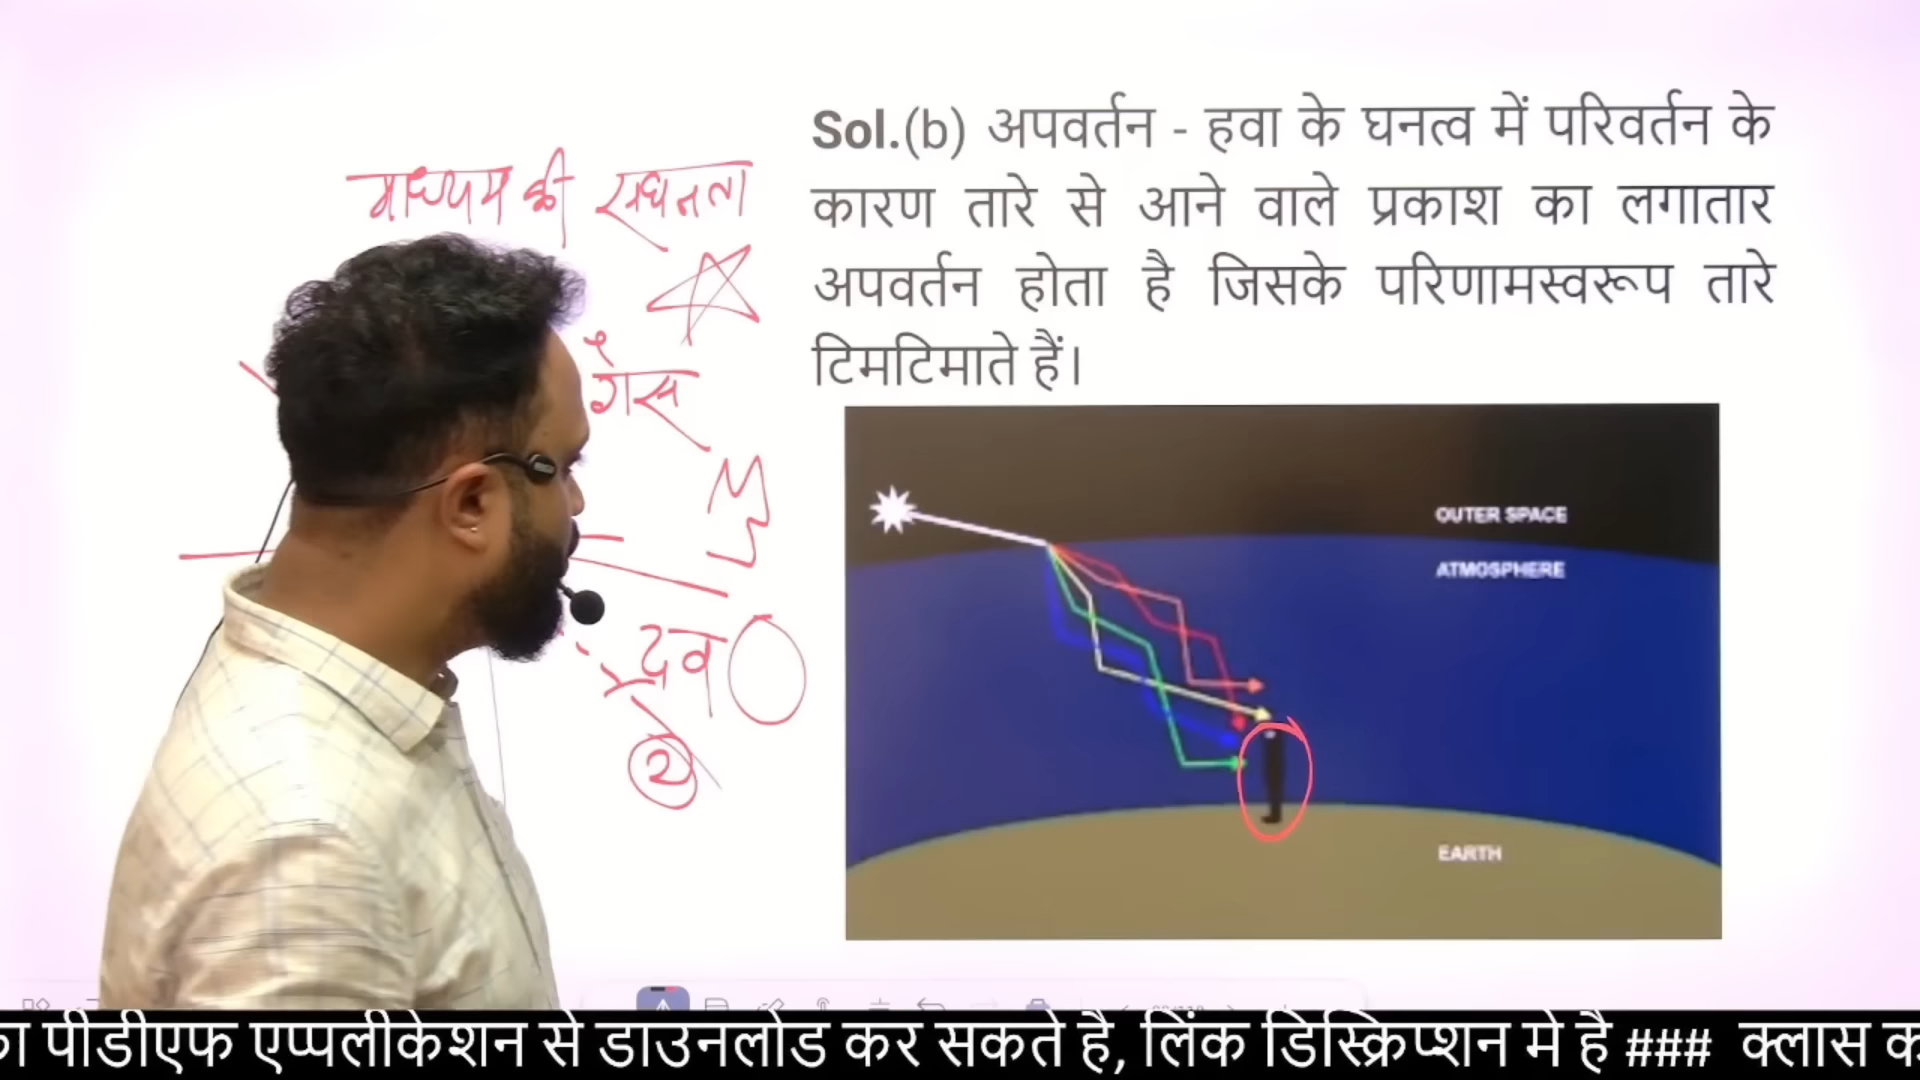 माध्यम की सघनता
Sol.(b) अपवर्तन - हवा के घनत्व में परिवर्तन के
कारण तारे से आने वाले प्रकाश का लगातार
अपवर्तन होता है जिसके परिणामस्वरूप तारे
टिमटिमाते हैं।
गैस
द्रव
OUTER SPACE
ATMOSPHERE
EARTH
का पीडीएफ एप्पलीकेशन से डाउनलोड कर सकते है, लिंक डिस्क्रिप्शन मे है ### क्लास क